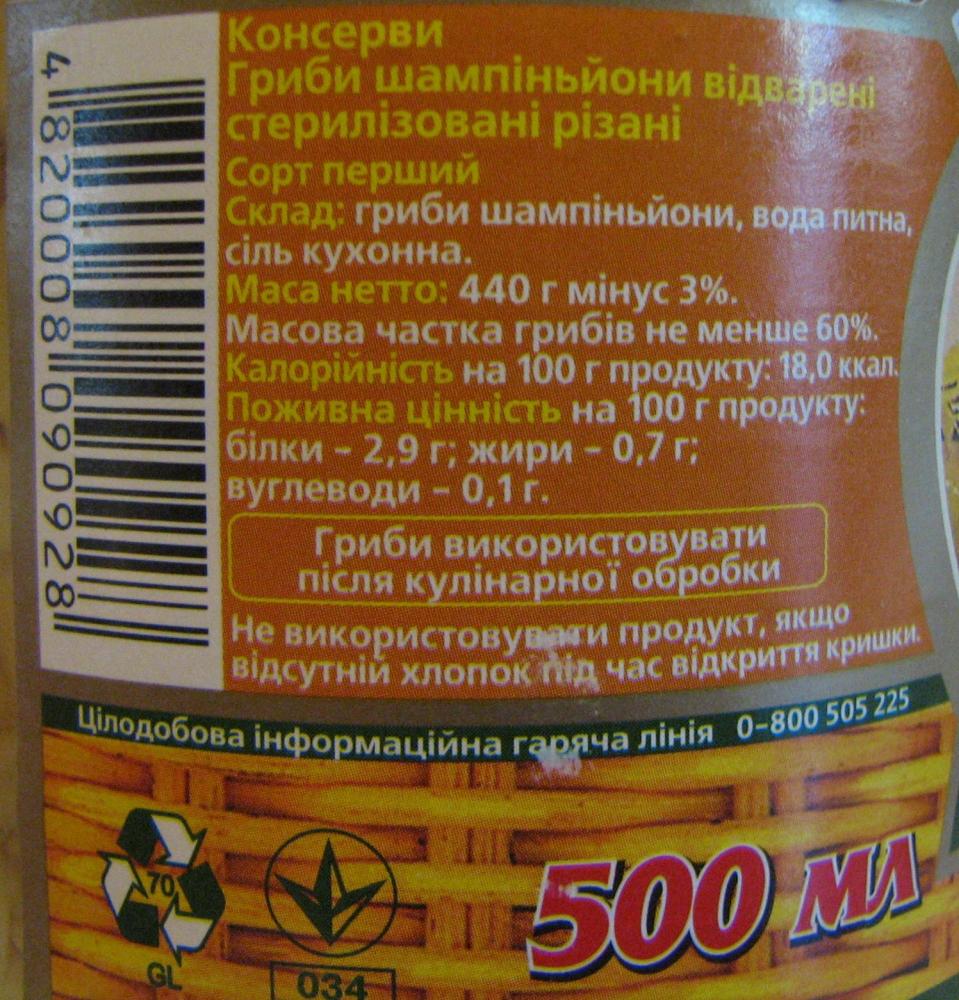 Консерви
Гриби шампіньйони відварені
стерилізовані різані
Сорт перший
Склад: гриби шампіньйони, вода питна,
сіль кухонна.
Маса нетто: 440 г мінус 3%.
Масова частка грибів не менше 60%.
Калорійність на 100 г продукту: 18,0 ккал.
Поживна цінність на 100 г продукту:
білки – 2,9 г; жири – 0,7 г;
вуглеводи – 0,1 г.
Гриби використовувати
після кулінарної обробки
Не використовувати продукт, якщо
відсутній хлопок під час відкриття кришки.
4 820008 090928
Цілодобова інформаційна гаряча лінія 0-800 505 225
70
GL
034
500 мл